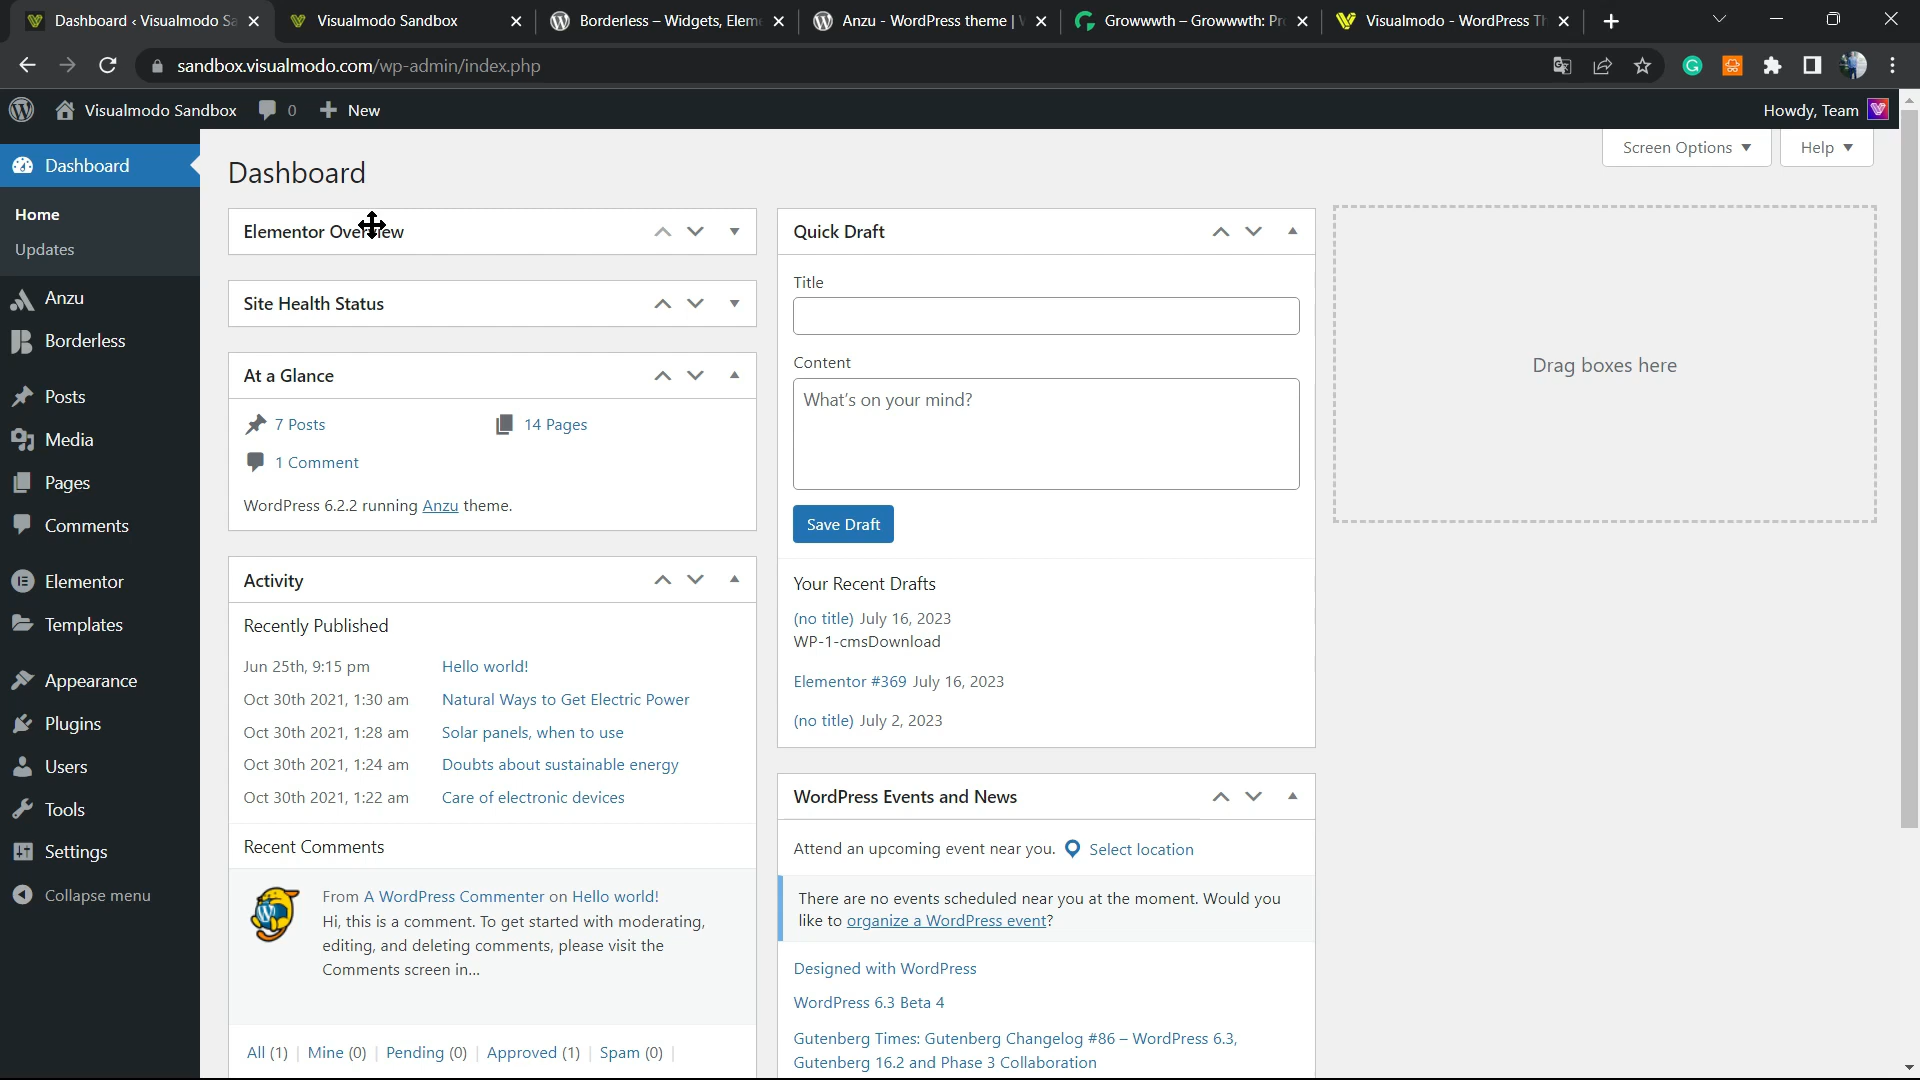 Dashboard ‹ Visualmodo Sa
Visualmodo Sandbox
Borderless – Widgets, Eleme
Anzu - WordPress theme |
Growwwth – Growwwth: Pr
Visualmodo - WordPress Th
sandbox.visualmodo.com/wp-admin/index.php
Visualmodo Sandbox
0
New
Howdy, Team
Dashboard
Home
Updates
Anzu
Borderless
Posts
Media
Pages
Comments
Elementor
Templates
Appearance
Plugins
Users
Tools
Settings
Collapse menu
Screen Options
Help
Dashboard
Elementor Overview
Site Health Status
At a Glance
7 Posts
14 Pages
1 Comment
WordPress 6.2.2 running Anzu theme.
Activity
Recently Published
Jun 25th, 9:15 pm Hello world!
Oct 30th 2021, 1:30 am Natural Ways to Get Electric Power
Oct 30th 2021, 1:28 am Solar panels, when to use
Oct 30th 2021, 1:24 am Doubts about sustainable energy
Oct 30th 2021, 1:22 am Care of electronic devices
Recent Comments
From A WordPress Commenter on Hello world!
Hi, this is a comment. To get started with moderating,
editing, and deleting comments, please visit the
Comments screen in...
All (1) | Mine (0) | Pending (0) | Approved (1) | Spam (0) |
Quick Draft
Title
Content
What's on your mind?
Save Draft
Your Recent Drafts
(no title) July 16, 2023
WP-1-cmsDownload
Elementor #369 July 16, 2023
(no title) July 2, 2023
WordPress Events and News
Attend an upcoming event near you. Select location
There are no events scheduled near you at the moment. Would you
like to organize a WordPress event?
Designed with WordPress
WordPress 6.3 Beta 4
Gutenberg Times: Gutenberg Changelog #86 – WordPress 6.3,
Gutenberg 16.2 and Phase 3 Collaboration
Drag boxes here